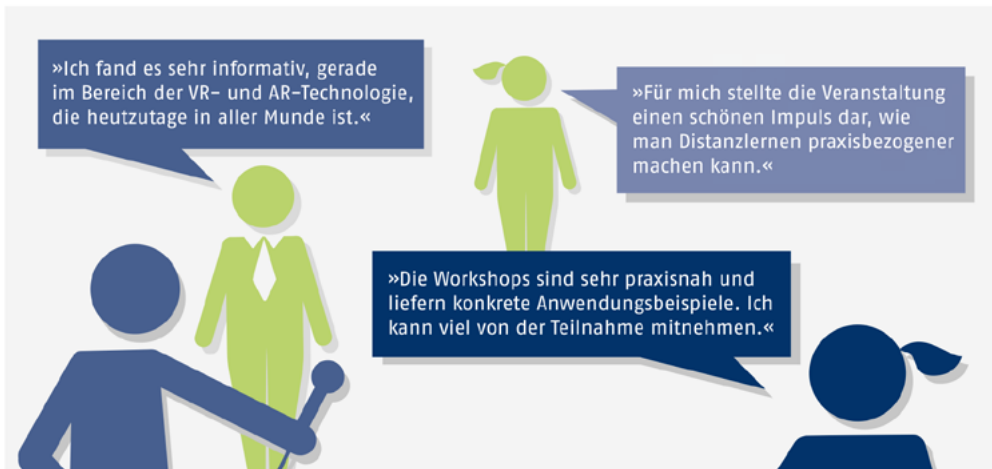 »Ich fand es sehr informativ, gerade
im Bereich der VR- und AR-Technologie,
die heutzutage in aller Munde ist.«
»Für mich stellte die Veranstaltung
einen schönen Impuls dar, wie
man Distanzlernen praxisbezogener
machen kann.«
»Die Workshops sind sehr praxisnah und
liefern konkrete Anwendungsbeispiele. Ich
kann viel von der Teilnahme mitnehmen.«